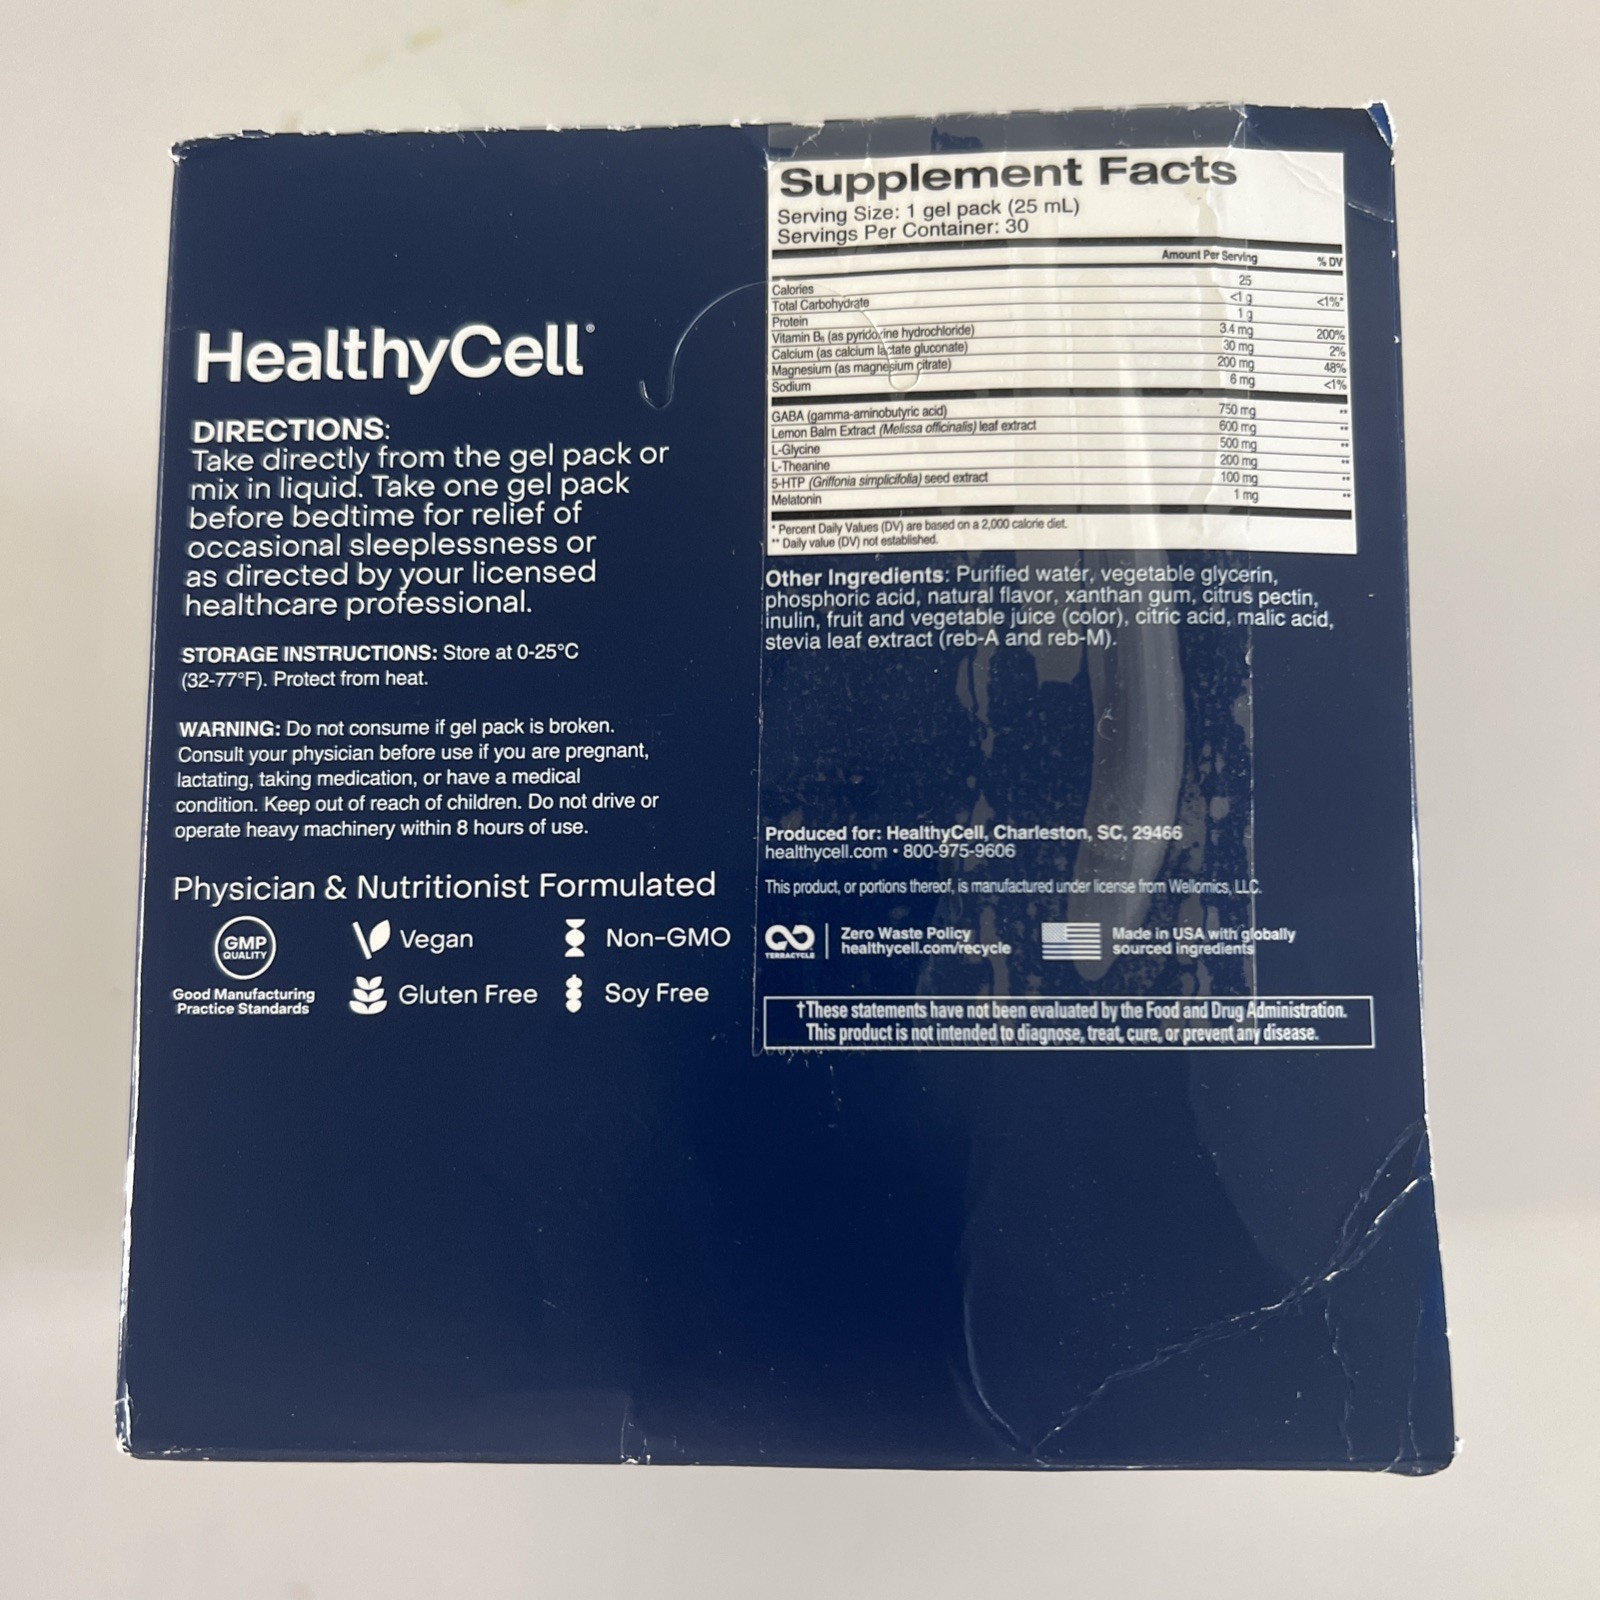 HealthyCell®
DIRECTIONS:
Take directly from the gel pack or
mix in liquid. Take one gel pack
before bedtime for relief of
occasional sleeplessness or
as directed by your licensed
healthcare professional.
STORAGE INSTRUCTIONS: Store at 0-25°C
(32-77°F). Protect from heat.
WARNING: Do not consume if gel pack is broken.
Consult your physician before use if you are pregnant,
lactating, taking medication, or have a medical
condition. Keep out of reach of children. Do not drive or
operate heavy machinery within 8 hours of use.
Physician & Nutritionist Formulated
GMP
QUALITY
Good Manufacturing
Practice Standards
Vegan
Non-GMO
Gluten Free
Soy Free
Supplement Facts
Serving Size: 1 gel pack (25 mL)
Servings Per Container: 30
Amount Per Serving % DV
Calories 25
Total Carbohydrate <1 g <1%*
Protein 1 g
Vitamin B₆ (as pyridoxine hydrochloride) 3.4 mg 200%
Calcium (as calcium lactate gluconate) 30 mg 2%
Magnesium (as magnesium citrate) 200 mg 48%
Sodium 6 mg <1%
GABA (gamma-aminobutyric acid) 750 mg **
Lemon Balm Extract (Melissa officinalis) leaf extract 600 mg **
L-Glycine 500 mg **
L-Theanine 200 mg **
5-HTP (Griffonia simplicifolia) seed extract 100 mg **
Melatonin 1 mg **
* Percent Daily Values (DV) are based on a 2,000 calorie diet.
** Daily value (DV) not established.
Other Ingredients: Purified water, vegetable glycerin,
phosphoric acid, natural flavor, xanthan gum, citrus pectin,
inulin, fruit and vegetable juice (color), citric acid, malic acid,
stevia leaf extract (reb-A and reb-M).
Produced for: HealthyCell, Charleston, SC, 29466
healthycell.com • 800-975-9606
This product, or portions thereof, is manufactured under license from Wellomics, LLC.
TERRACYCLE
Zero Waste Policy
healthycell.com/recycle
Made in USA with globally
sourced ingredients
†These statements have not been evaluated by the Food and Drug Administration.
This product is not intended to diagnose, treat, cure, or prevent any disease.